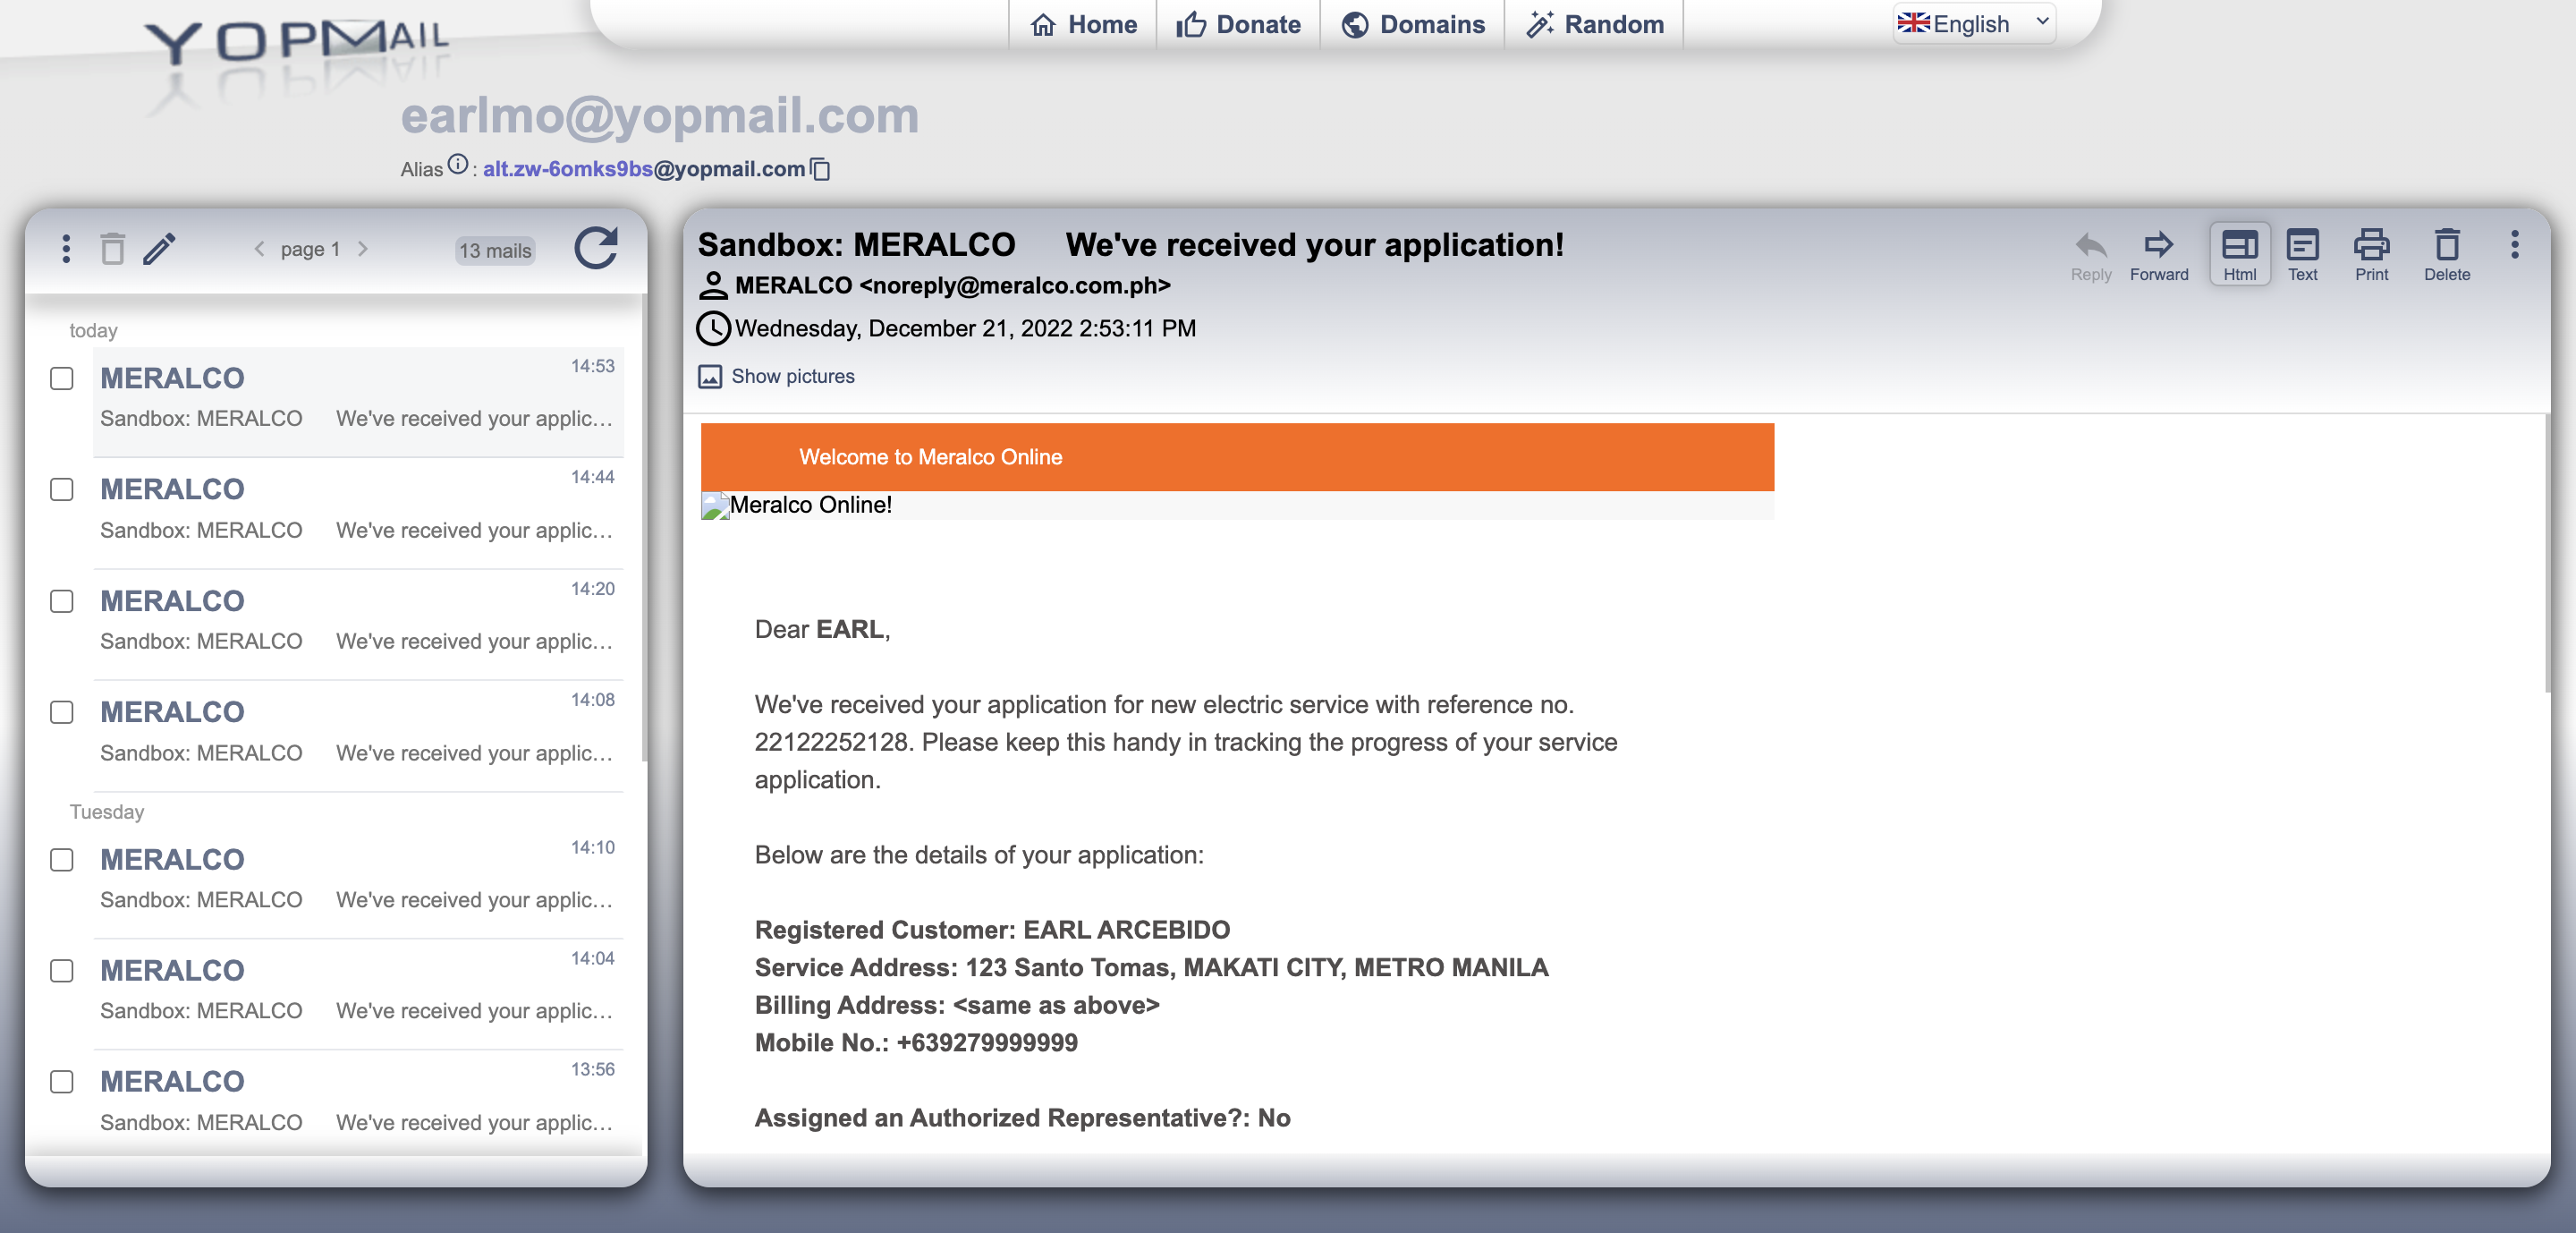 YOPMAIL
Home
Donate
Domains
Random
English
earlmo@yopmail.com
Alias : alt.zw-6omks9bs@yopmail.com
page 1
13 mails
today
MERALCO 14:53
Sandbox: MERALCO We've received your applic...
MERALCO 14:44
Sandbox: MERALCO We've received your applic...
MERALCO 14:20
Sandbox: MERALCO We've received your applic...
MERALCO 14:08
Sandbox: MERALCO We've received your applic...
Tuesday
MERALCO 14:10
Sandbox: MERALCO We've received your applic...
MERALCO 14:04
Sandbox: MERALCO We've received your applic...
MERALCO 13:56
Sandbox: MERALCO We've received your applic...
Sandbox: MERALCO We've received your application!
MERALCO <noreply@meralco.com.ph>
Wednesday, December 21, 2022 2:53:11 PM
Show pictures
Reply
Forward
Html
Text
Print
Delete
Welcome to Meralco Online
Meralco Online!
Dear EARL,
We've received your application for new electric service with reference no.
22122252128. Please keep this handy in tracking the progress of your service
application.
Below are the details of your application:
Registered Customer: EARL ARCEBIDO
Service Address: 123 Santo Tomas, MAKATI CITY, METRO MANILA
Billing Address: <same as above>
Mobile No.: +639279999999
Assigned an Authorized Representative?: No